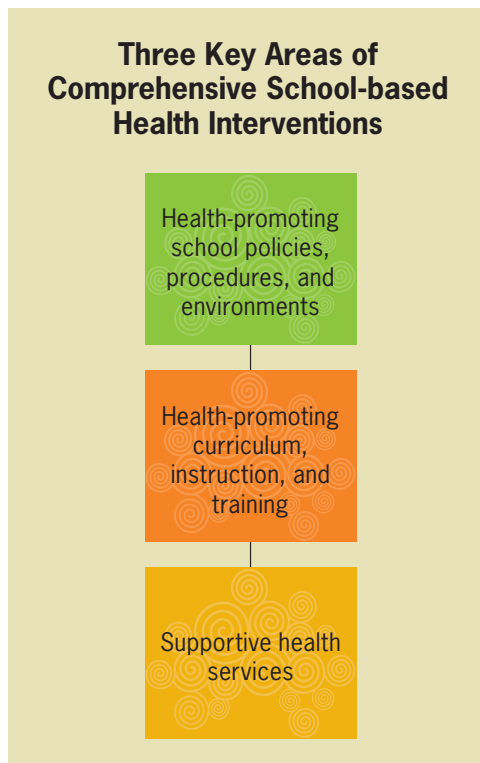 Three Key Areas of
Comprehensive School-based
Health Interventions
Health-promoting
school policies,
procedures, and
environments
Health-promoting
curriculum,
instruction, and
training
Supportive health
services